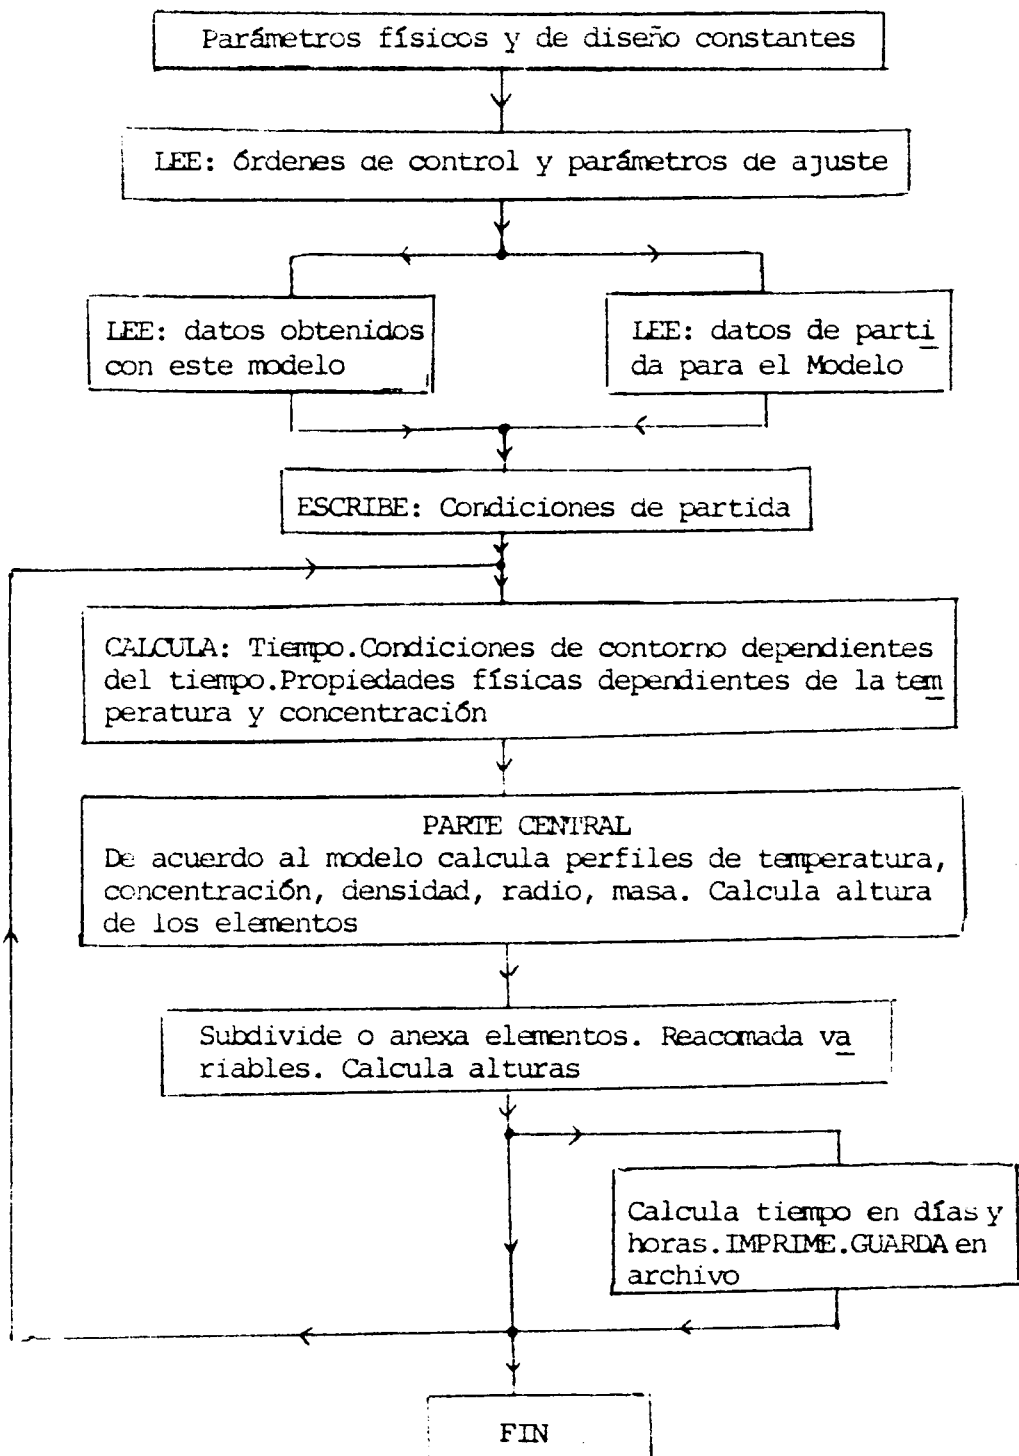 Parámetros físicos y de diseño constantes
LEE: órdenes de control y parámetros de ajuste
LEE: datos obtenidos
con este modelo
LEE: datos de parti
da para el Modelo
ESCRIBE: Condiciones de partida
CALCULA: Tiempo.Condiciones de contorno dependientes
del tiempo.Propiedades físicas dependientes de la tem
peratura y concentración
PARTE CENTRAL
De acuerdo al modelo calcula perfiles de temperatura,
concentración, densidad, radio, masa. Calcula altura
de los elementos
Subdivide o anexa elementos. Reacomada va
riables. Calcula alturas
Calcula tiempo en días y
horas.IMPRIME.GUARDA en
archivo
FIN